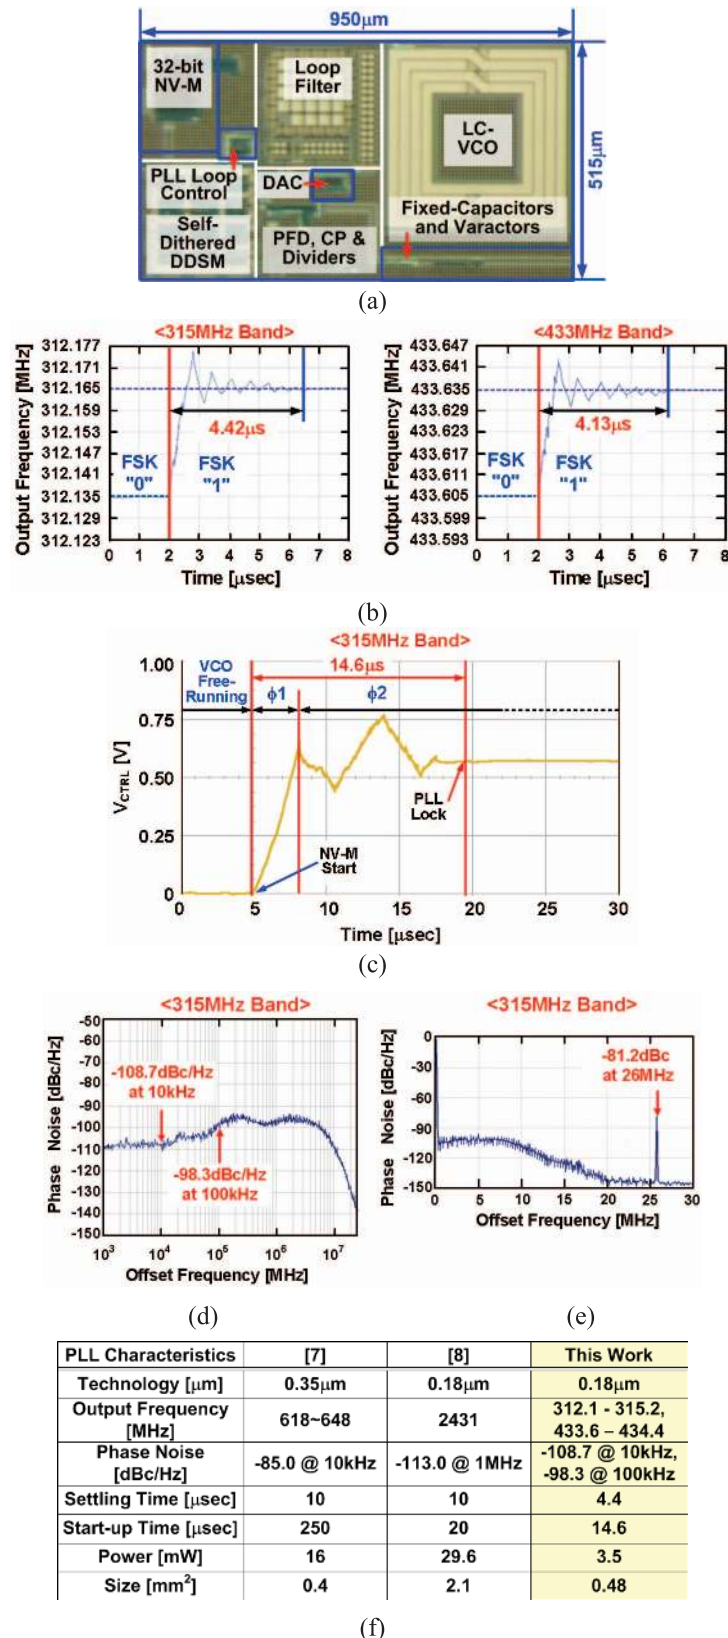 950μm
32-bit
NV-M
Loop
Filter
LC-
VCO
515μm
PLL Loop
Control
DAC
Self-
Dithered
DDSM
PFD, CP &
Dividers
Fixed-Capacitors
and Varactors
(a)
<315MHz Band>
Output Frequency [MHz]
312.177
312.171
312.165
312.159
312.153
312.147
312.141
312.135
312.129
312.123
4.42μs
FSK
"0"
FSK
"1"
0 1 2 3 4 5 6 7 8
Time [μsec]
<433MHz Band>
Output Frequency [MHz]
433.647
433.641
433.635
433.629
433.623
433.617
433.611
433.605
433.599
433.593
4.13μs
FSK
"0"
FSK
"1"
0 1 2 3 4 5 6 7 8
Time [μsec]
(b)
<315MHz Band>
VCTRL [V]
1.00
0.75
0.50
0.25
0
VCO
Free-
Running
14.6μs
ϕ1
ϕ2
PLL
Lock
NV-M
Start
0 5 10 15 20 25 30
Time [μsec]
(c)
<315MHz Band>
Phase Noise [dBc/Hz]
-50
-60
-70
-80
-90
-100
-110
-120
-130
-140
-150
-108.7dBc/Hz
at 10kHz
-98.3dBc/Hz
at 100kHz
10³ 10⁴ 10⁵ 10⁶ 10⁷
Offset Frequency [MHz]
(d)
<315MHz Band>
Phase Noise [dBc/Hz]
0
-30
-60
-90
-120
-150
-81.2dBc
at 26MHz
0 5 10 15 20 25 30
Offset Frequency [MHz]
(e)
PLL Characteristics [7] [8] This Work
Technology [μm] 0.35μm 0.18μm 0.18μm
Output Frequency
[MHz] 618~648 2431 312.1 - 315.2,
433.6 – 434.4
Phase Noise
[dBc/Hz] -85.0 @ 10kHz -113.0 @ 1MHz -108.7 @ 10kHz,
-98.3 @ 100kHz
Settling Time [μsec] 10 10 4.4
Start-up Time [μsec] 250 20 14.6
Power [mW] 16 29.6 3.5
Size [mm²] 0.4 2.1 0.48
(f)